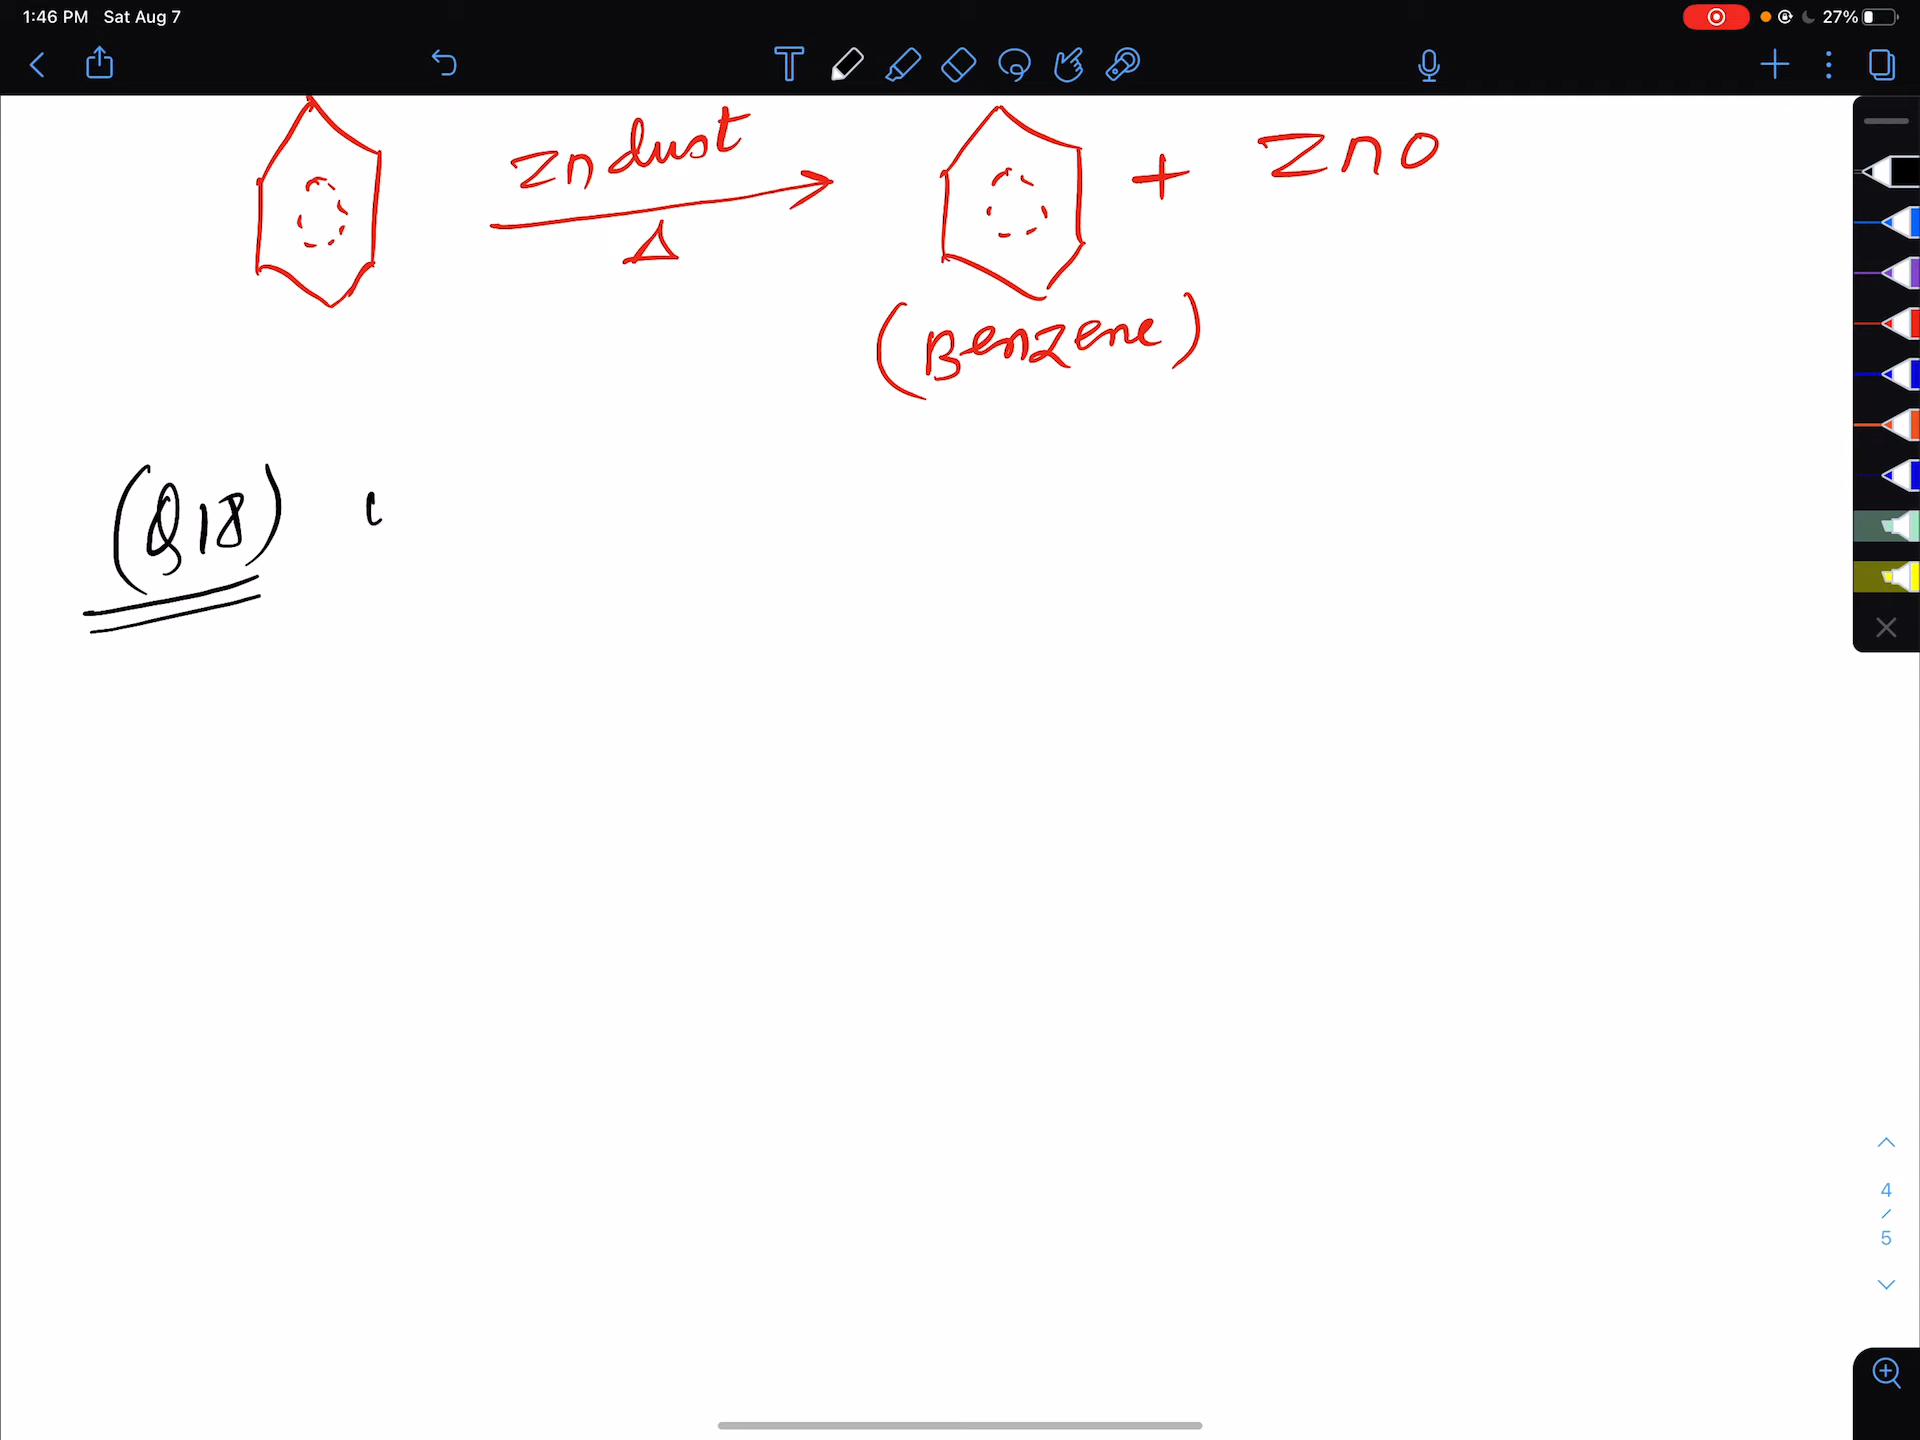 1:46 PM Sat Aug 7
27%
Zn dust
Δ
+ ZnO
(Benzene)
(Q18) (
4
/
5